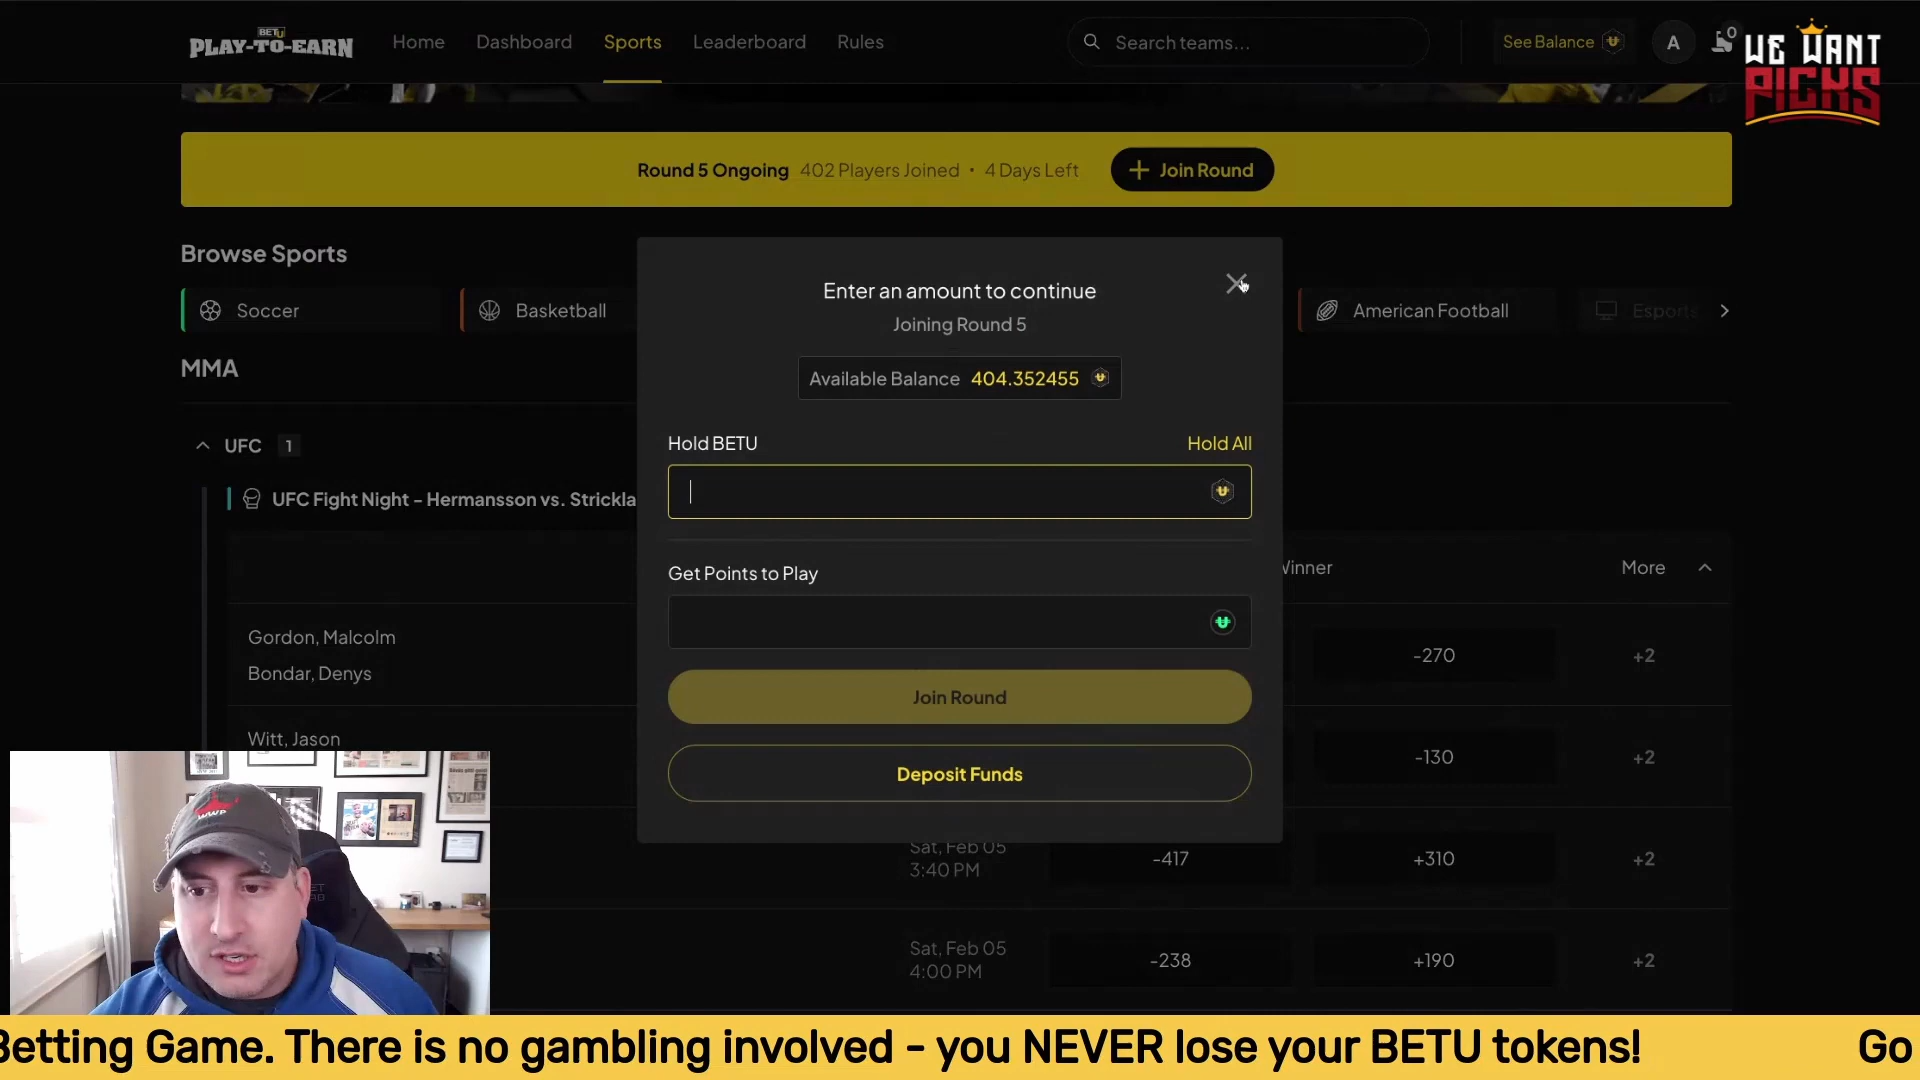 BETU
PLAY-TO-EARN
Home
Dashboard
Sports
Leaderboard
Rules
Search teams...
See Balance
A
0
WE WANT
PICKS
Round 5 Ongoing 402 Players Joined • 4 Days Left
Join Round
Browse Sports
Soccer
Basketball
American Football
Esports
MMA
UFC 1
UFC Fight Night - Hermansson vs. Strickla
Enter an amount to continue
Joining Round 5
Available Balance 404.352455
Hold BETU
Hold All
Get Points to Play
Join Round
Deposit Funds
Winner
More
Gordon, Malcolm
Bondar, Denys
-270
+2
Witt, Jason
-130
+2
Sat, Feb 05
3:40 PM
-417
+310
+2
Sat, Feb 05
4:00 PM
-238
+190
+2
WWP
Betting Game. There is no gambling involved - you NEVER lose your BETU tokens!
Go